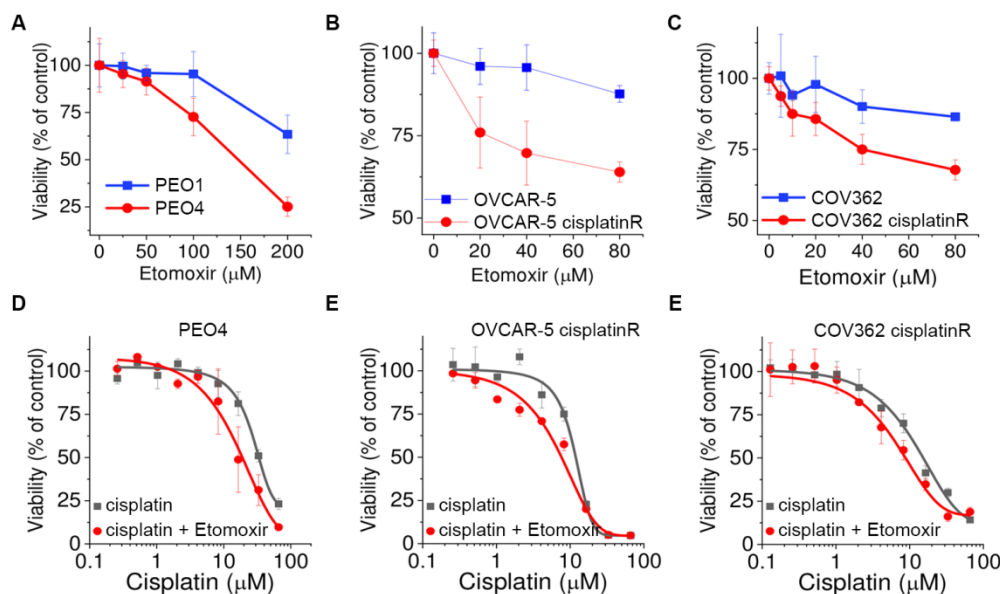 A
B
C
Viability (% of control)
100
75
50
25
PEO1
PEO4
0 50 100 150 200
Etomoxir (μM)
Viability (% of control)
100
75
50
OVCAR-5
OVCAR-5 cisplatinR
0 20 40 60 80
Etomoxir (μM)
Viability (% of control)
100
75
50
COV362
COV362 cisplatinR
0 20 40 60 80
Etomoxir (μM)
D
E
E
PEO4
Viability (% of control)
100
75
50
25
0
cisplatin
cisplatin + Etomoxir
0.1 1 10 100
Cisplatin (μM)
OVCAR-5 cisplatinR
Viability (% of control)
100
75
50
25
0
cisplatin
cisplatin + Etomoxir
0.1 1 10 100
Cisplatin (μM)
COV362 cisplatinR
Viability (% of control)
100
75
50
25
0
cisplatin
cisplatin + Etomoxir
0.1 1 10 100
Cisplatin (μM)